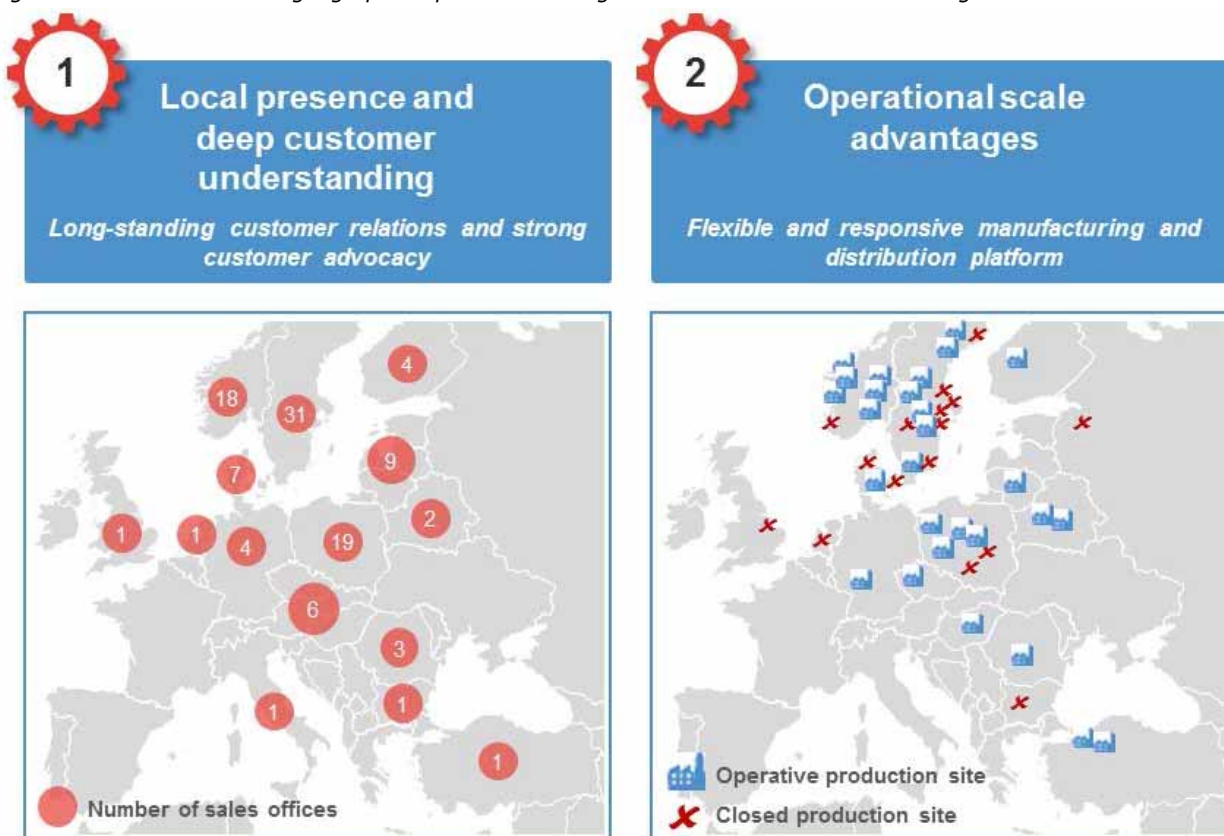 1
Local presence and
deep customer
understanding
Long-standing customer relations and strong
customer advocacy
4
18
31
9
7
2
1
1
4
19
6
3
1
1
1
Number of sales offices
2
Operational scale
advantages
Flexible and responsive manufacturing and
distribution platform
Operative production site
Closed production site